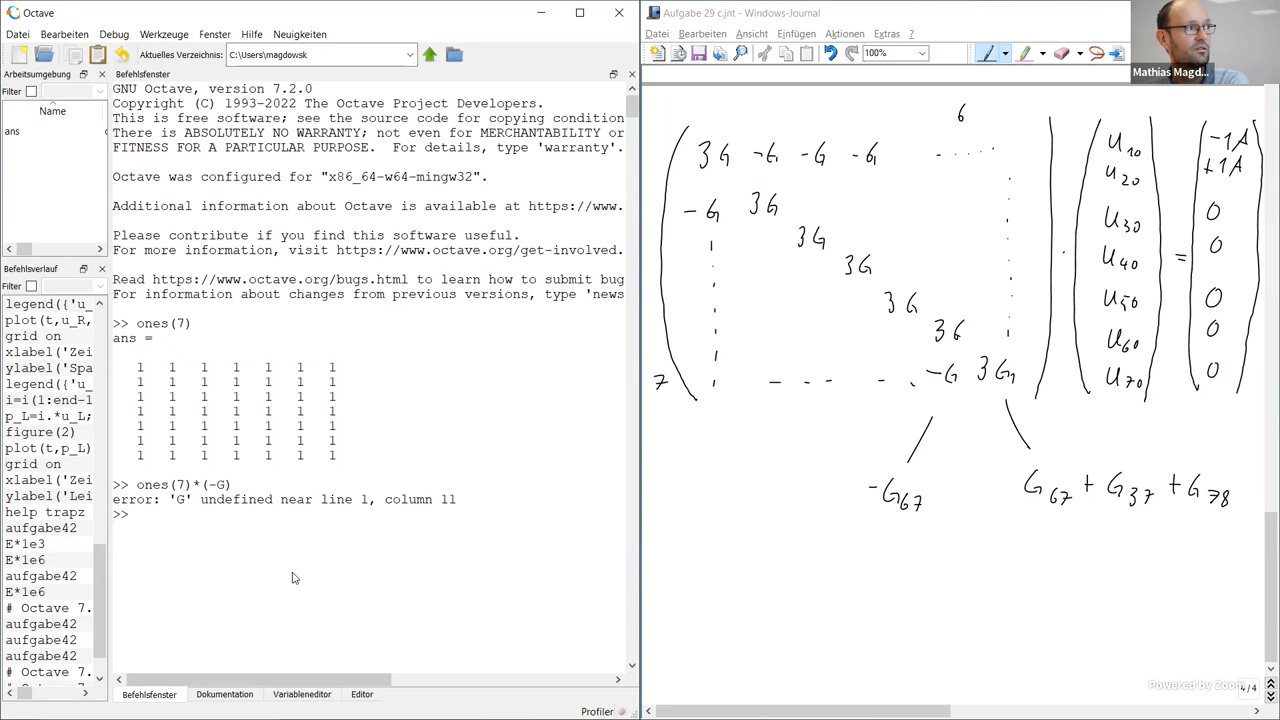 Octave
Datei Bearbeiten Debug Werkzeuge Fenster Hilfe Neuigkeiten
Aktuelles Verzeichnis: C:\Users\magdowsk
Arbeitsumgebung
Filter
Name
ans
Befehlsverlauf
Filter
legend({'u_
plot(t,u_R,
grid on
xlabel('Zei
ylabel('Spa
legend({'u_
i=i(1:end-1
p_L=i.*u_L;
figure(2)
plot(t,p_L)
grid on
xlabel('Zei
ylabel('Lei
help trapz
aufgabe42
E*1e3
E*1e6
aufgabe42
E*1e6
# Octave 7.
aufgabe42
aufgabe42
aufgabe42
# Octave 7.
Befehlsfenster
GNU Octave, version 7.2.0
Copyright (C) 1993-2022 The Octave Project Developers.
This is free software; see the source code for copying condition
There is ABSOLUTELY NO WARRANTY; not even for MERCHANTABILITY or
FITNESS FOR A PARTICULAR PURPOSE.  For details, type 'warranty'.
Octave was configured for "x86_64-w64-mingw32".
Additional information about Octave is available at https://www.
Please contribute if you find this software useful.
For more information, visit https://www.octave.org/get-involved.
Read https://www.octave.org/bugs.html to learn how to submit bug
For information about changes from previous versions, type 'news
>> ones(7)
ans =
1 1 1 1 1 1 1
1 1 1 1 1 1 1
1 1 1 1 1 1 1
1 1 1 1 1 1 1
1 1 1 1 1 1 1
1 1 1 1 1 1 1
1 1 1 1 1 1 1
>> ones(7)*(-G)
error: 'G' undefined near line 1, column 11
>>
Befehlsfenster Dokumentation Variableneditor Editor
Profiler
Aufgabe 29 c.jnt - Windows-Journal
Datei Bearbeiten Ansicht Einfügen Aktionen Extras ?
100%
Mathias Magd...
6
3G -G -G -G . . . . . U10 -1A
-G 3G U20 +1A
3G U30 0
3G U40 = 0
3G U50 0
3G U60 0
7 -G 3G U70 0
-G67 G67 + G37 + G78
Powered by Zoom
4/4